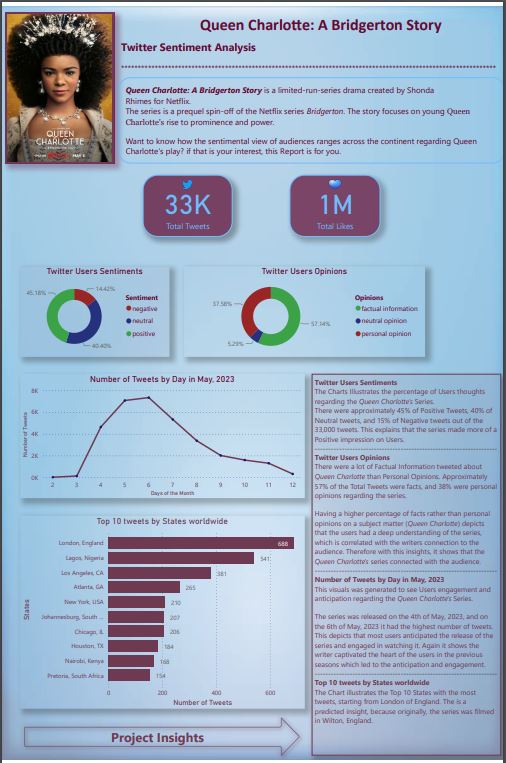 Queen Charlotte: A Bridgerton Story
Twitter Sentiment Analysis
Queen Charlotte: A Bridgerton Story is a limited-run-series drama created by Shonda
Rhimes for Netflix.
The series is a prequel spin-off of the Netflix series Bridgerton. The story focuses on young Queen
Charlotte's rise to prominence and power.
Want to know how the sentimental view of audiences ranges across the continent regarding Queen
Charlotte's play? if that is your interest, this Report is for you.
QUEEN
CHARLOTTE
MAY 4
33K
Total Tweets
1M
Total Likes
Twitter Users Sentiments
45.18%
14.42%
40.40%
Sentiment
negative
neutral
positive
Twitter Users Opinions
37.58%
5.29%
57.14%
Opinions
factual information
neutral opinion
personal opinion
Number of Tweets by Day in May, 2023
Number of Tweets
8K
6K
4K
2K
0K
2 3 4 5 6 7 8 9 10 11 12
Days of the Month
Top 10 tweets by States worldwide
States
London, England 688
Lagos, Nigeria 541
Los Angeles, CA 381
Atlanta, GA 265
New York, USA 210
Johannesburg, South ... 207
Chicago, IL 206
Houston, TX 184
Nairobi, Kenya 168
Pretoria, South Africa 154
0 200 400 600
Number of Tweets
Project Insights
Twitter Users Sentiments
The Charts Illustrates the percentage of Users thoughts
regarding the Queen Charlotte's Series.
There were approximately 45% of Positive Tweets, 40% of
Neutral tweets, and 15% of Negative tweets out of the
33,000 tweets. This explains that the series made more of a
Positive impression on Users.
Twitter Users Opinions
There were a lot of Factual Information tweeted about
Queen Charlotte than Personal Opinions. Approximately
57% of the Total Tweets were facts, and 38% were personal
opinions regarding the series.
Having a higher percentage of facts rather than personal
opinions on a subject matter (Queen Charlotte) depicts
that the users had a deep understanding of the series,
which is correlated with the writers connection to the
audience. Therefore with this insights, it shows that the
Queen Charlotte's series connected with the audience.
Number of Tweets by Day in May, 2023
This visuals was generated to see Users engagement and
anticipation regarding the Queen Charlotte's Series.
The series was released on the 4th of May, 2023, and on
the 6th of May, 2023 it had the highest number of tweets.
This depicts that most users anticipated the release of the
series and engaged in watching it. Again it shows the
writer captivated the heart of the users in the previous
seasons which led to the anticipation and engagement.
Top 10 tweets by States worldwide
The Chart illustrates the Top 10 States with the most
tweets, starting from London of England. The is a
predicted insight, because originally, the series was filmed
in Wilton, England.